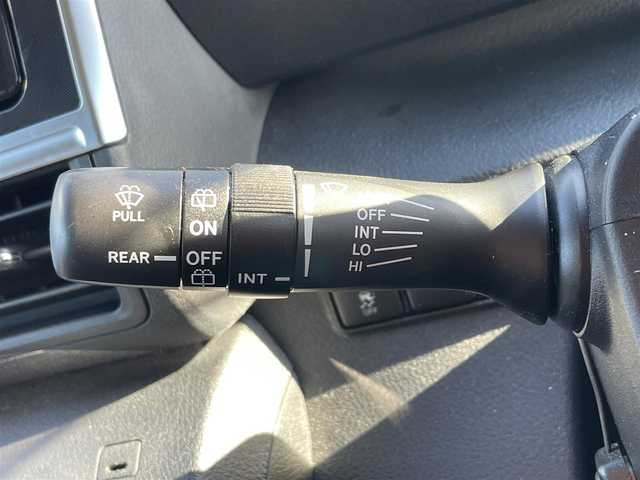 PULL
REAR
ON
OFF
INT
OFF
INT
LO
HI